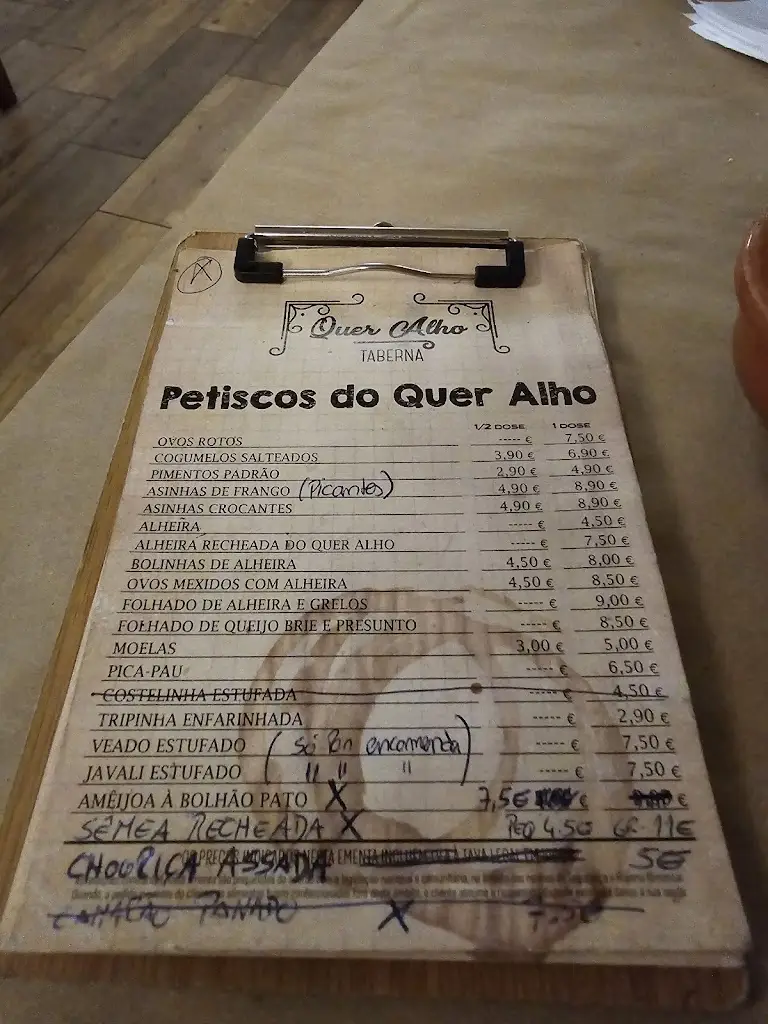 X
Quer Alho
TABERNA
Petiscos do Quer Alho
1/2 DOSE 1 DOSE
OVOS ROTOS ----- € 7,50 €
COGUMELOS SALTEADOS 3,90 € 6,90 €
PIMENTOS PADRÃO 2,90 € 4,90 €
ASINHAS DE FRANGO (Picantes) 4,90 € 8,90 €
ASINHAS CROCANTES 4,90 € 8,90 €
ALHEIRA ----- € 4,50 €
ALHEIRA RECHEADA DO QUER ALHO ----- € 7,50 €
BOLINHAS DE ALHEIRA 4,50 € 8,00 €
OVOS MEXIDOS COM ALHEIRA 4,50 € 8,50 €
FOLHADO DE ALHEIRA E GRELOS ----- € 9,00 €
FOLHADO DE QUEIJO BRIE E PRESUNTO ----- € 8,50 €
MOELAS 3,00 € 5,00 €
PICA-PAU ----- € 6,50 €
COSTELINHA ESTUFADA ----- € 4,50 €
TRIPINHA ENFARINHADA ----- € 2,90 €
VEADO ESTUFADO (só por encomenda) ----- € 7,50 €
JAVALI ESTUFADO ( " " " ) ----- € 7,50 €
AMÊIJOA À BOLHÃO PATO X 7,5€ € €
SÊMEA RECHEADA X PEQ 4.5€ GR. 11€
CHOURIÇA ASSADA 5€
PANADO X